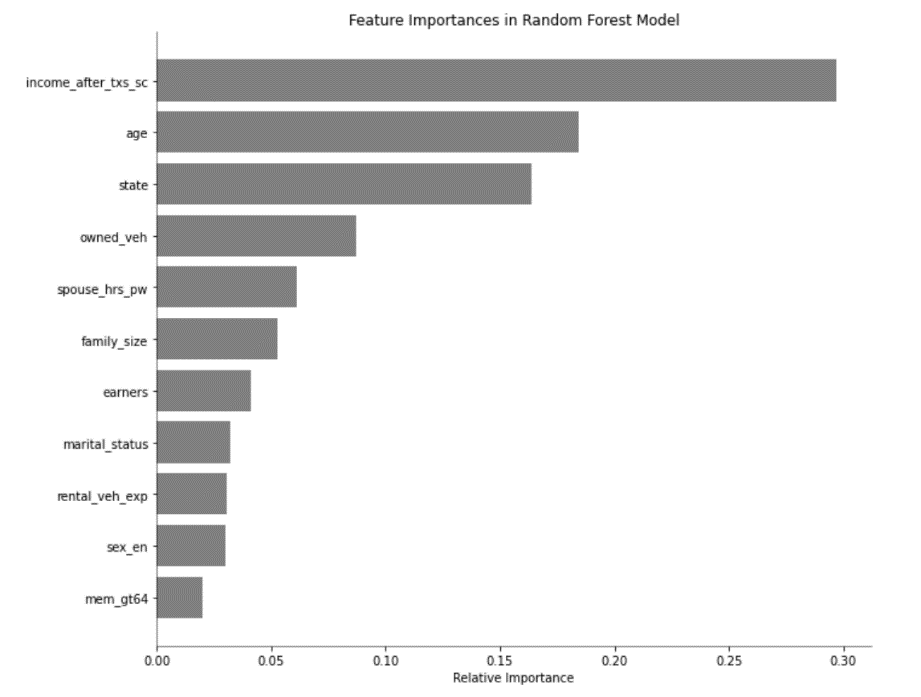 Feature Importances in Random Forest Model
income_after_txs_sc
age
state
owned_veh
spouse_hrs_pw
family_size
earners
marital_status
rental_veh_exp
sex_en
mem_gt64
0.00 0.05 0.10 0.15 0.20 0.25 0.30
Relative Importance